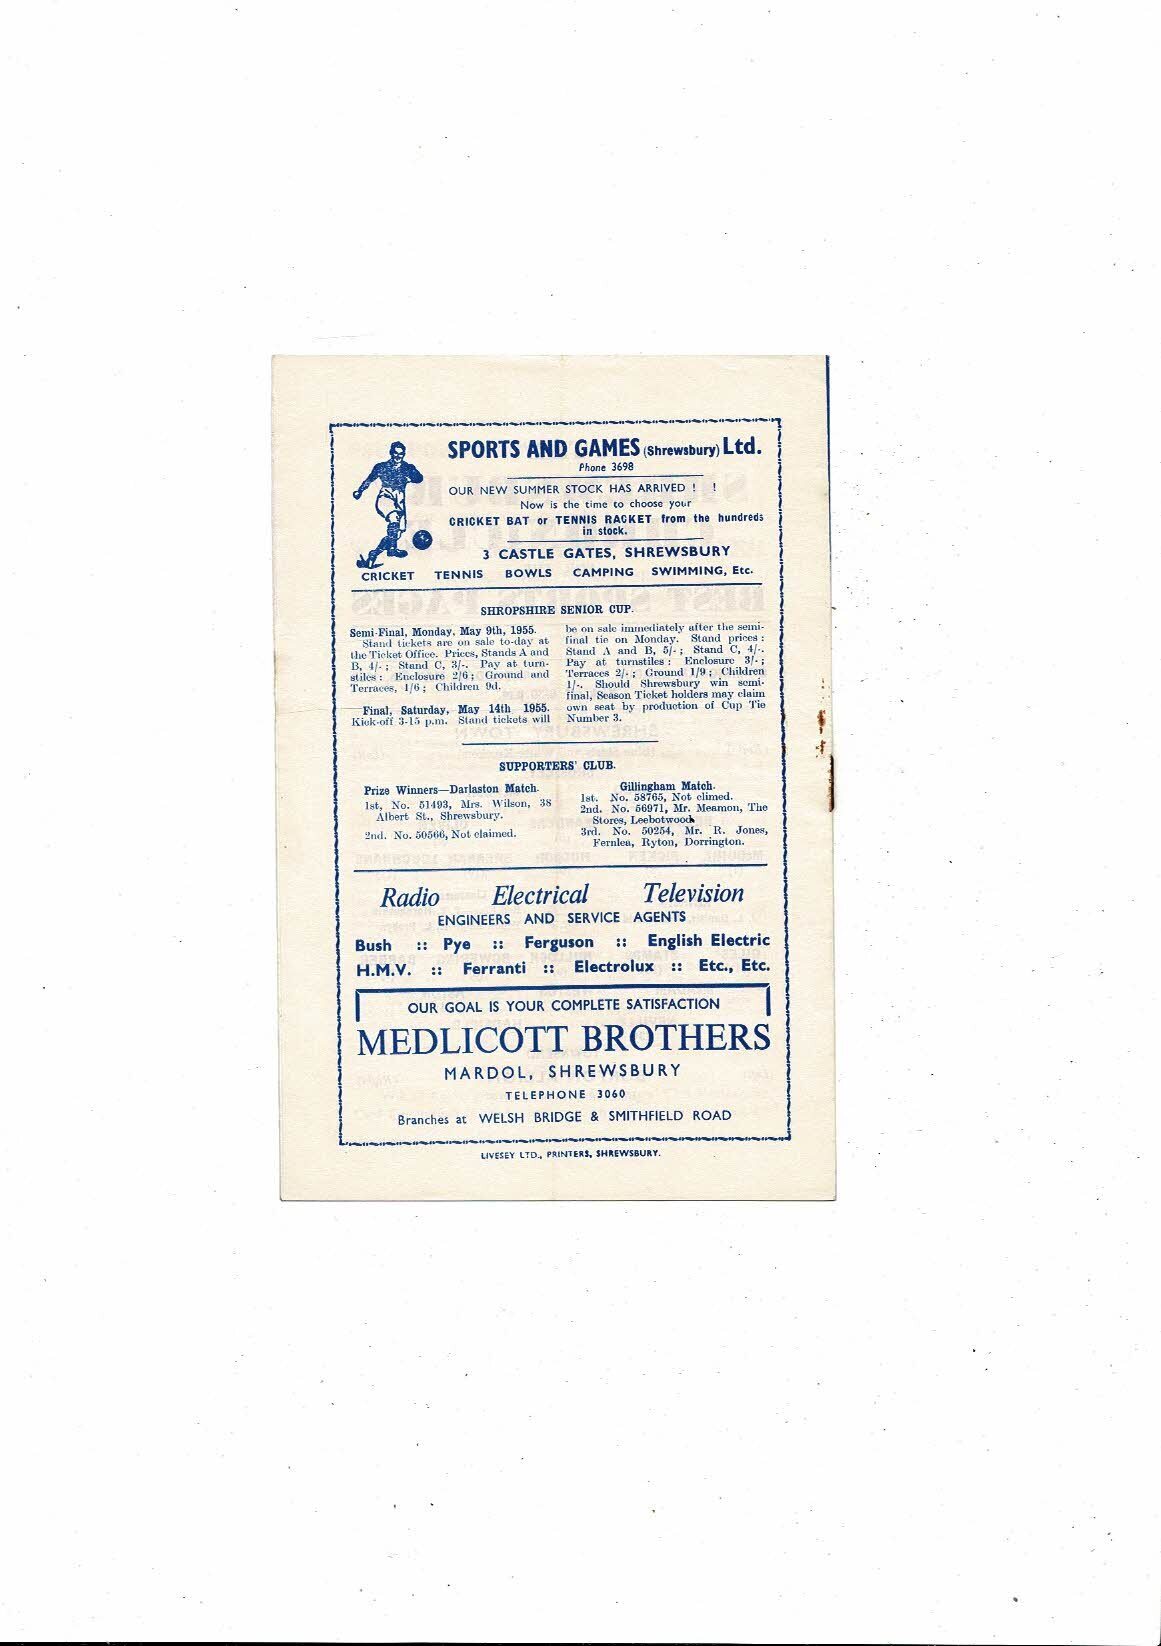 SPORTS AND GAMES (Shrewsbury) Ltd.
Phone 3698
OUR NEW SUMMER STOCK HAS ARRIVED ! !
Now is the time to choose your
CRICKET BAT or TENNIS RACKET from the hundreds
in stock.
3 CASTLE GATES, SHREWSBURY
CRICKET TENNIS BOWLS CAMPING SWIMMING, Etc.
SHROPSHIRE SENIOR CUP.
Semi-Final, Monday, May 9th, 1955.
Stand tickets are on sale to-day at
the Ticket Office. Prices, Stands A and
B, 4/- ; Stand C, 3/-. Pay at turn-
stiles : Enclosure 2/6 ; Ground and
Terraces, 1/6 ; Children 9d.
Final, Saturday, May 14th 1955.
Kick-off 3-15 p.m. Stand tickets will
be on sale immediately after the semi-
final tie on Monday. Stand prices :
Stand A and B, 5/- ; Stand C, 4/-.
Pay at turnstiles : Enclosure 3/- ;
Terraces 2/- ; Ground 1/9 ; Children
1/-. Should Shrewsbury win semi-
final, Season Ticket holders may claim
own seat by production of Cup Tie
Number 3.
SUPPORTERS' CLUB.
Prize Winners—Darlaston Match.
1st, No. 51493, Mrs. Wilson, 38
Albert St., Shrewsbury.
2nd. No. 50566, Not claimed.
Gillingham Match.
1st. No. 58765, Not climed.
2nd. No. 56971, Mr. Meamon, The
Stores, Leebotwood.
3rd. No. 50254, Mr. R. Jones,
Fernlea, Ryton, Dorrington.
Radio Electrical Television
ENGINEERS AND SERVICE AGENTS
Bush :: Pye :: Ferguson :: English Electric
H.M.V. :: Ferranti :: Electrolux :: Etc., Etc.
OUR GOAL IS YOUR COMPLETE SATISFACTION
MEDLICOTT BROTHERS
MARDOL, SHREWSBURY
TELEPHONE 3060
Branches at WELSH BRIDGE & SMITHFIELD ROAD
LIVESEY LTD., PRINTERS, SHREWSBURY.